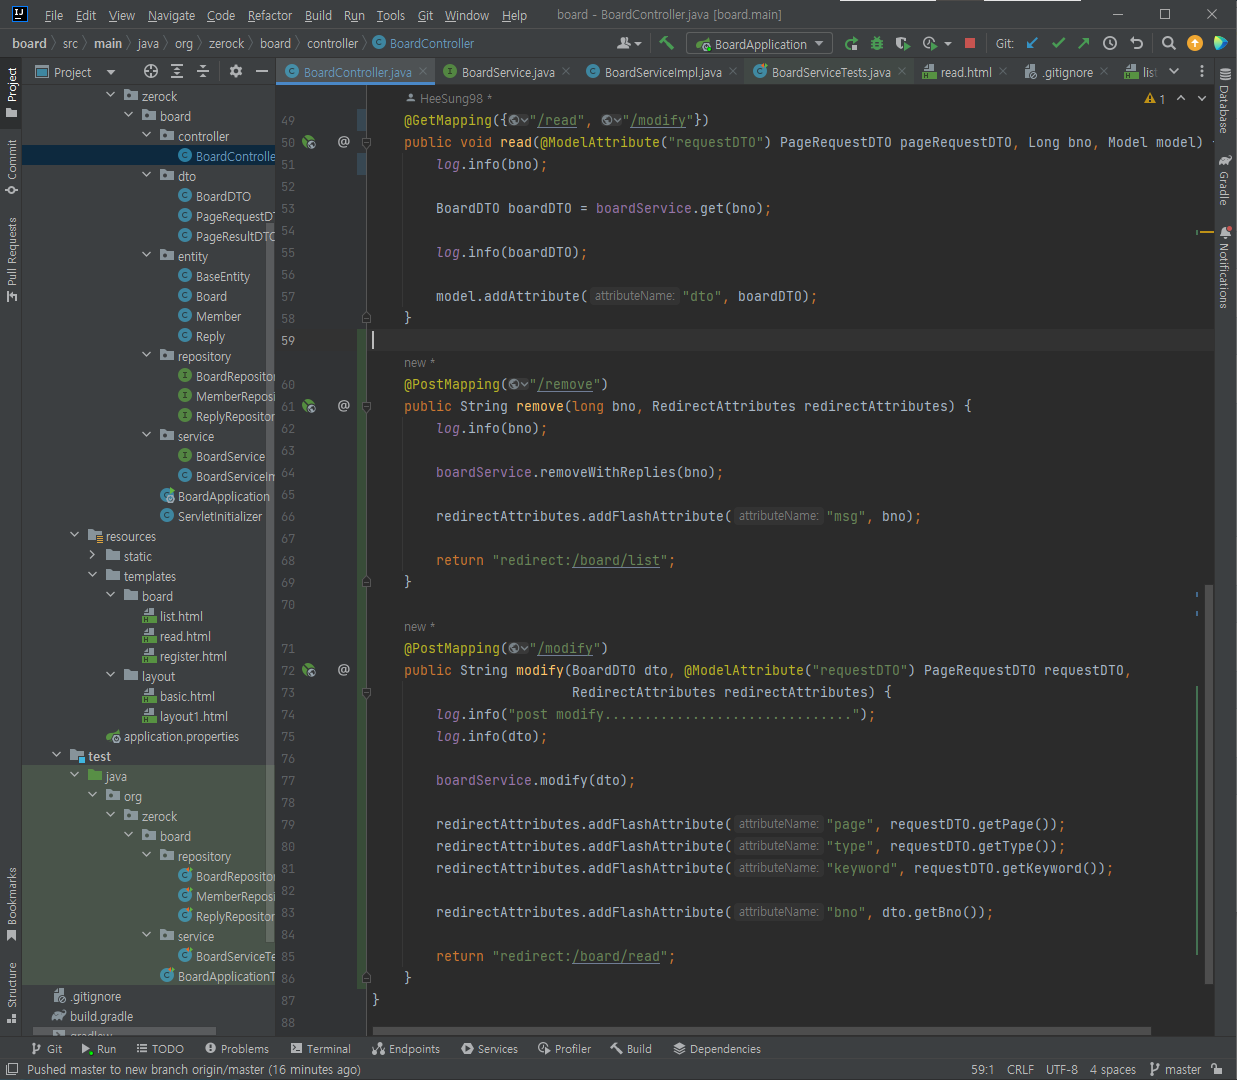 File Edit View Navigate Code Refactor Build Run Tools Git Window Help board - BoardController.java [board.main]
board src main java org zerock board controller BoardController BoardApplication Git:
Project BoardController.java BoardService.java BoardServiceImpl.java BoardServiceTests.java read.html .gitignore
Project
Commit
Pull Requests
Bookmarks
Structure
zerock
board
controller
BoardControlle
dto
BoardDTO
PageRequestDT
PageResultDTO
entity
BaseEntity
Board
Member
Reply
repository
BoardRepositor
MemberReposi
ReplyRepositor
service
BoardService
BoardServiceIm
BoardApplication
ServletInitializer
resources
static
templates
board
list.html
read.html
register.html
layout
basic.html
layout1.html
application.properties
test
java
org
zerock
board
repository
BoardRepositor
MemberReposi
ReplyRepositor
service
BoardServiceTe
BoardApplicationT
.gitignore
build.gradle
gradlew
HeeSung98 *
1
49 @GetMapping({"/read", "/modify"})
50 @ public void read(@ModelAttribute("requestDTO") PageRequestDTO pageRequestDTO, Long bno, Model model) {
51 log.info(bno);
52
53 BoardDTO boardDTO = boardService.get(bno);
54
55 log.info(boardDTO);
56
57 model.addAttribute( attributeName: "dto", boardDTO);
58 }
59
new *
60 @PostMapping("/remove")
61 @ public String remove(long bno, RedirectAttributes redirectAttributes) {
62 log.info(bno);
63
64 boardService.removeWithReplies(bno);
65
66 redirectAttributes.addFlashAttribute( attributeName: "msg", bno);
67
68 return "redirect:/board/list";
69 }
70
new *
71 @PostMapping("/modify")
72 @ public String modify(BoardDTO dto, @ModelAttribute("requestDTO") PageRequestDTO requestDTO,
73 RedirectAttributes redirectAttributes) {
74 log.info("post modify...............................");
75 log.info(dto);
76
77 boardService.modify(dto);
78
79 redirectAttributes.addFlashAttribute( attributeName: "page", requestDTO.getPage());
80 redirectAttributes.addFlashAttribute( attributeName: "type", requestDTO.getType());
81 redirectAttributes.addFlashAttribute( attributeName: "keyword", requestDTO.getKeyword());
82
83 redirectAttributes.addFlashAttribute( attributeName: "bno", dto.getBno());
84
85 return "redirect:/board/read";
86 }
87 }
88
Database
Gradle
Notifications
Git Run TODO Problems Terminal Endpoints Services Profiler Build Dependencies
Pushed master to new branch origin/master (16 minutes ago) 59:1 CRLF UTF-8 4 spaces master